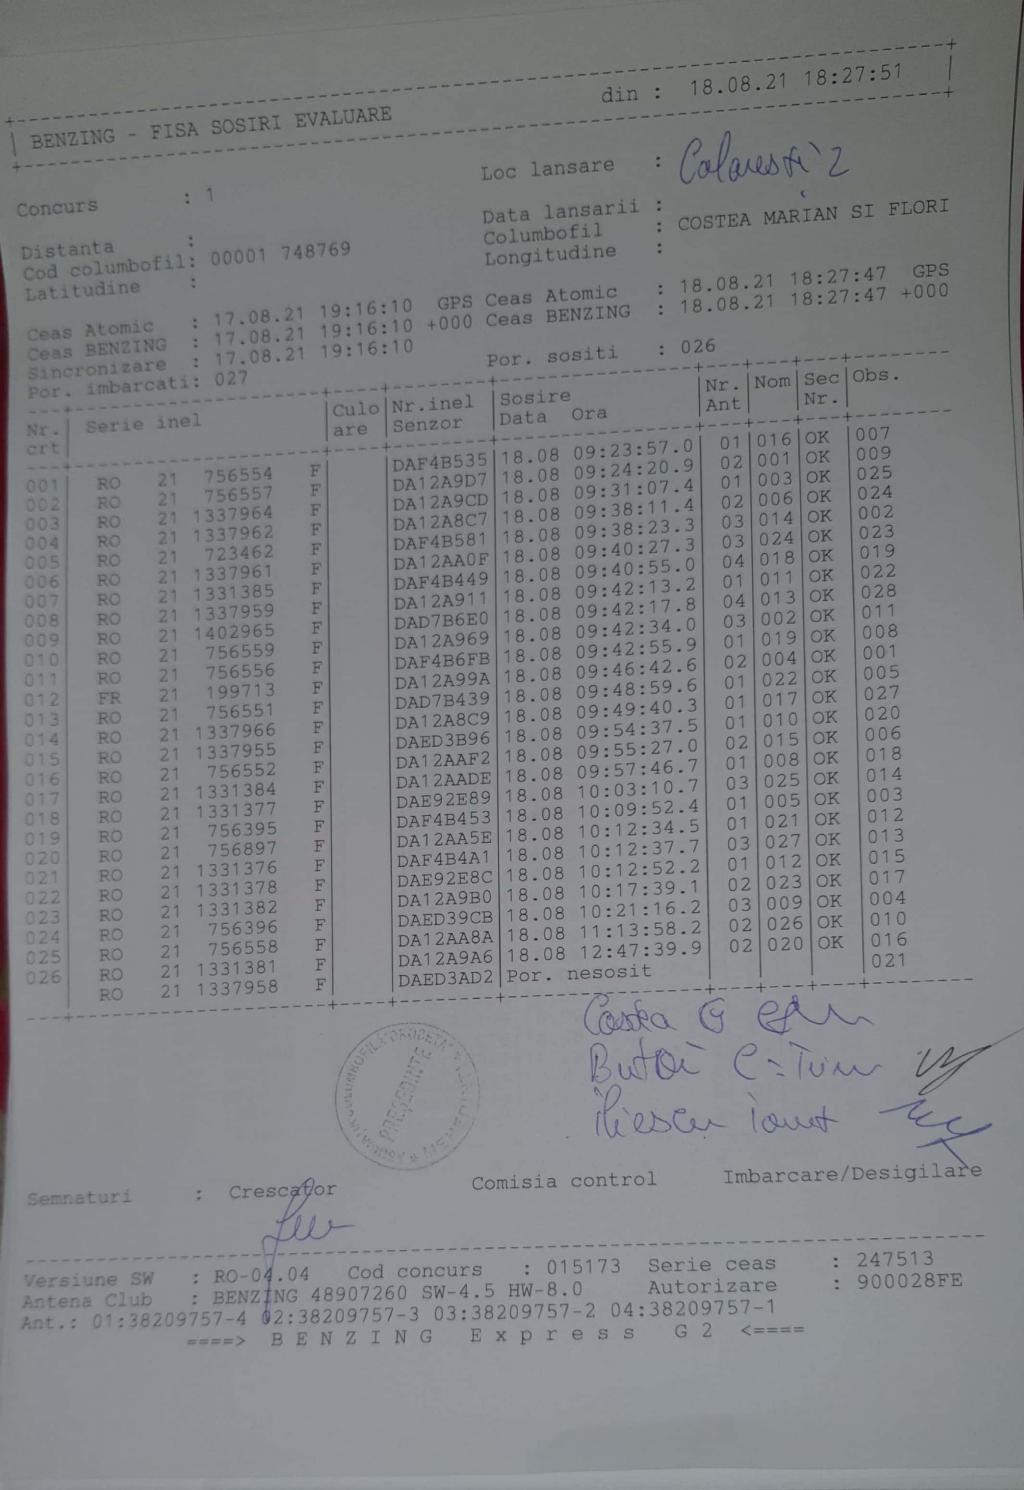 BENZING - FISA SOSIRI EVALUARE din : 18.08.21 18:27:51
Concurs : 1 Loc lansare :
Data lansarii :
Distanta : Columbofil : COSTEA MARIAN SI FLORI
Cod columbofil: 00001 748769 Longitudine :
Latitudine :
Ceas Atomic : 17.08.21 19:16:10 GPS Ceas Atomic : 18.08.21 18:27:47 GPS
Ceas BENZING : 17.08.21 19:16:10 +000 Ceas BENZING : 18.08.21 18:27:47 +000
Sincronizare : 17.08.21 19:16:10
Por. imbarcati: 027 Por. sositi : 026
Nr. Serie inel Culo Nr.inel Sosire Nr. Nom Sec Obs.
crt are Senzor Data Ora Ant Nr.
001 RO 21 756554 F DAF4B535 18.08 09:23:57.0 01 016 OK 007
002 RO 21 756557 F DA12A9D7 18.08 09:24:20.9 02 001 OK 009
003 RO 21 1337964 F DA12A9CD 18.08 09:31:07.4 01 003 OK 025
004 RO 21 1337962 F DA12A8C7 18.08 09:38:11.4 02 006 OK 024
005 RO 21 723462 F DAF4B581 18.08 09:38:23.3 03 014 OK 002
006 RO 21 1337961 F DA12AA0F 18.08 09:40:27.3 03 024 OK 023
007 RO 21 1331385 F DAF4B449 18.08 09:40:55.0 04 018 OK 019
008 RO 21 1337959 F DA12A911 18.08 09:42:13.2 01 011 OK 022
009 RO 21 1402965 F DAD7B6E0 18.08 09:42:17.8 04 013 OK 028
010 RO 21 756559 F DA12A969 18.08 09:42:34.0 03 002 OK 011
011 RO 21 756556 F DAF4B6FB 18.08 09:42:55.9 01 019 OK 008
012 FR 21 199713 F DA12A99A 18.08 09:46:42.6 02 004 OK 001
013 RO 21 756551 F DAD7B439 18.08 09:48:59.6 01 022 OK 005
014 RO 21 1337966 F DA12A8C9 18.08 09:49:40.3 01 017 OK 027
015 RO 21 1337955 F DAED3B96 18.08 09:54:37.5 01 010 OK 020
016 RO 21 756552 F DA12AAF2 18.08 09:55:27.0 02 015 OK 006
017 RO 21 1331384 F DA12AADE 18.08 09:57:46.7 01 008 OK 018
018 RO 21 1331377 F DAE92E89 18.08 10:03:10.7 03 025 OK 014
019 RO 21 756395 F DAF4B453 18.08 10:09:52.4 01 005 OK 003
020 RO 21 756897 F DA12AA5E 18.08 10:12:34.5 01 021 OK 012
021 RO 21 1331376 F DAF4B4A1 18.08 10:12:37.7 03 027 OK 013
022 RO 21 1331378 F DAE92E8C 18.08 10:12:52.2 01 012 OK 015
023 RO 21 1331382 F DA12A9B0 18.08 10:17:39.1 02 023 OK 017
024 RO 21 756396 F DAED39CB 18.08 10:21:16.2 03 009 OK 004
025 RO 21 756558 F DA12AA8A 18.08 11:13:58.2 02 026 OK 010
026 RO 21 1331381 F DA12A9A6 18.08 12:47:39.9 02 020 OK 016
RO 21 1337958 F DAED3AD2 Por. nesosit 021
Costea G
Butoi
Iliescu Ionut
PREȘEDINTE
Semnaturi : Crescator Comisia control Imbarcare/Desigilare
Versiune SW : RO-04.04 Cod concurs : 015173 Serie ceas : 247513
Antena Club : BENZING 48907260 SW-4.5 HW-8.0 Autorizare : 900028FE
Ant.: 01:38209757-4 02:38209757-3 03:38209757-2 04:38209757-1
====> B E N Z I N G E x p r e s s G 2 <====